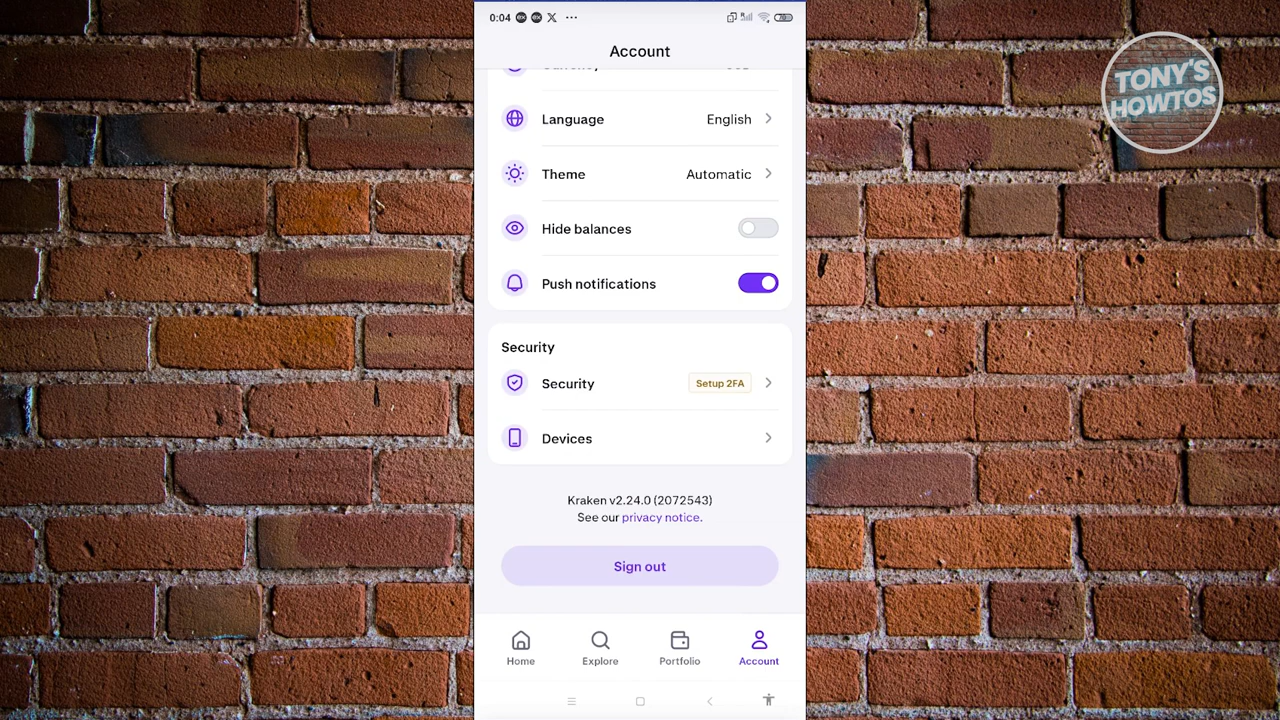 0:04
TONY'S
HOWTOS
Account
Language English
Theme Automatic
Hide balances
Push notifications
Security
Security Setup 2FA
Devices
Kraken v2.24.0 (2072543)
See our privacy notice.
Sign out
Home Explore Portfolio Account